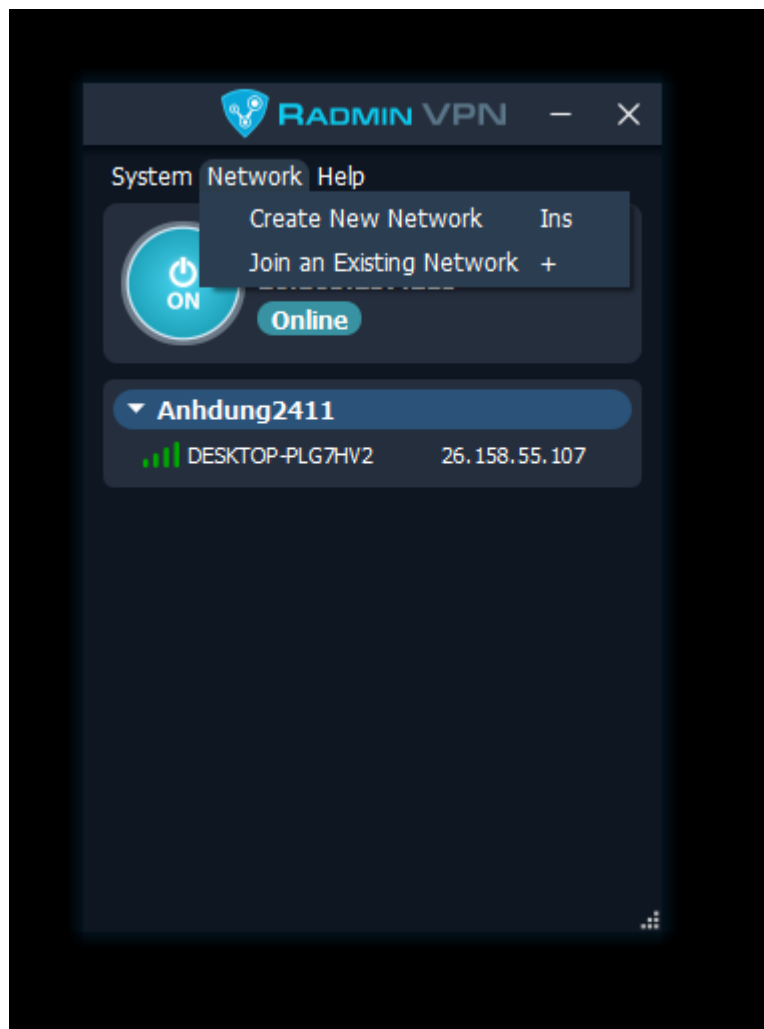 RADMIN VPN
System Network Help
Create New Network Ins
Join an Existing Network +
ON
Online
Anhdung2411
DESKTOP-PLG7HV2 26.158.55.107